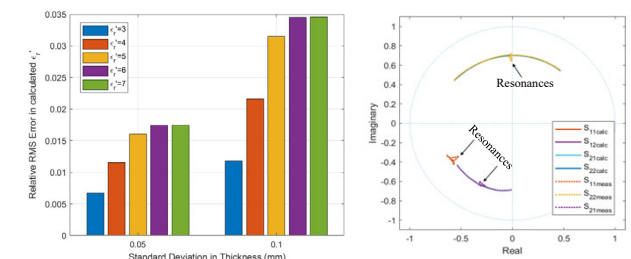 0.035
0.03
0.025
0.02
0.015
0.01
0.005
0
Relative RMS Error in calculated ϵr'
ϵr'=3
ϵr'=4
ϵr'=5
ϵr'=6
ϵr'=7
0.05
0.1
Standard Deviation in Thickness (mm)
1
0.8
0.6
0.4
0.2
0
-0.2
-0.4
-0.6
-0.8
-1
Imaginary
Resonances
Resonances
S11calc
S12calc
S21calc
S22calc
S11meas
S22meas
S21meas
-1
-0.5
0
0.5
1
Real